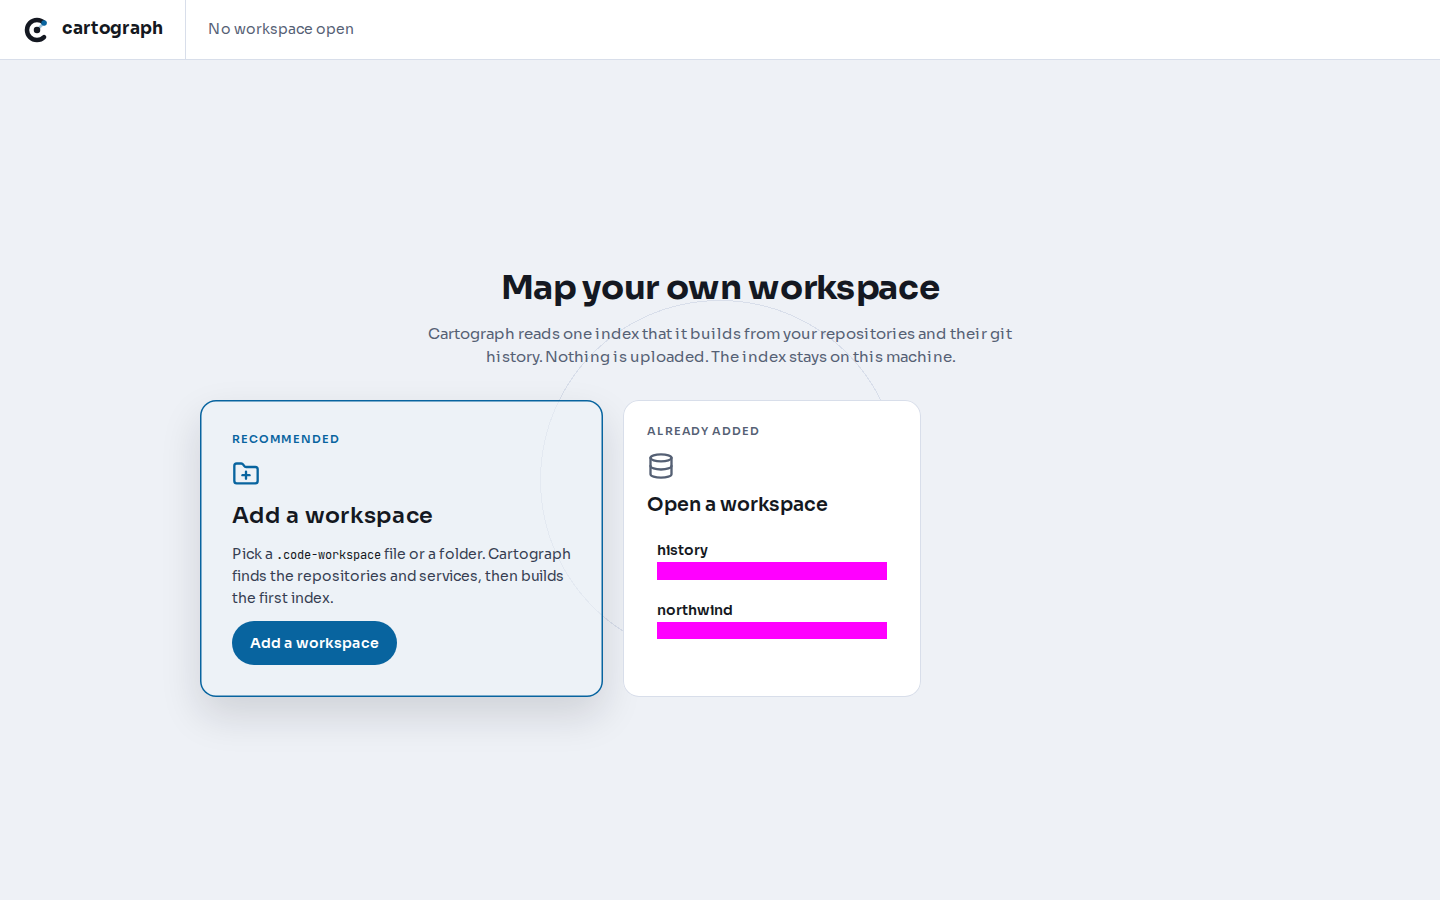 cartograph
No workspace open
Map your own workspace
Cartograph reads one index that it builds from your repositories and their git
history. Nothing is uploaded. The index stays on this machine.
RECOMMENDED
Add a workspace
Pick a .code-workspace file or a folder. Cartograph
finds the repositories and services, then builds
the first index.
Add a workspace
ALREADY ADDED
Open a workspace
history
northwind